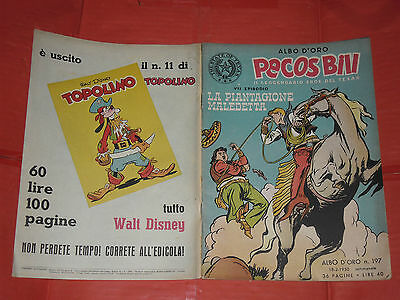 è uscito
il n. 11 di
TOPOLINO
WALT DISNEY
TOPOLINO
60
lire
100
pagine
tutto
Walt Disney
NON PERDETE TEMPO! CORRETE ALL'EDICOLA!
ALBO D'ORO
PECOS BILL
IL LEGGENDARIO EROE DEL TEXAS
VII EPISODIO
LA PIANTAGIONE
MALEDETTA
ALBO D'ORO n. 197
settimanale
36 PAGINE • LIRE 40